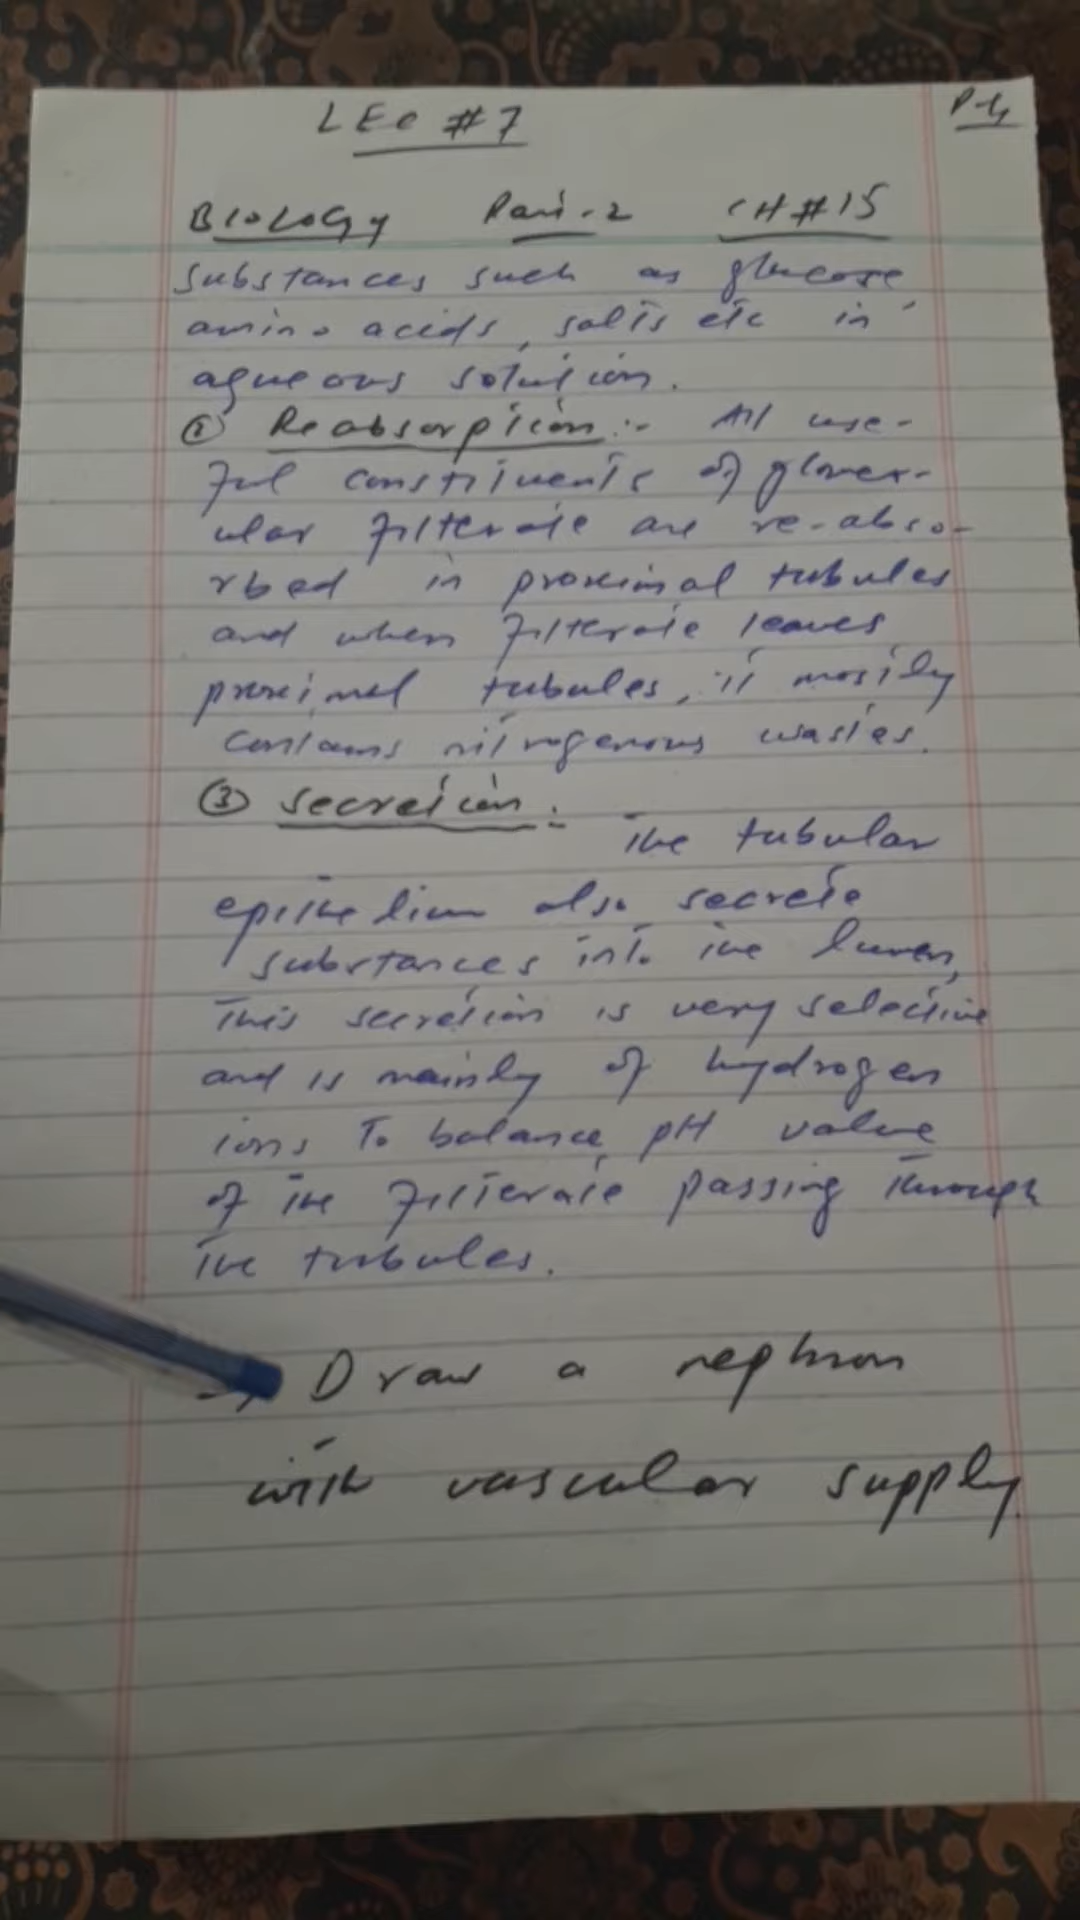 LEC #7
P-4
BIOLOGY Part-2 CH#15
substances such as glucose
amino acids, salts etc in
aqueous solution.
② Reabsorption:- All use-
ful constituents of glomer-
ular filterate are re-abso-
rbed in proximal tubules
and when filterate leaves
proximal tubules, it mostly
contains nitrogenous wastes.
③ secretion:-
The tubular
epithelium also secrete
substances into the lumen,
This secretion is very selective
and is mainly of hydrogen
ions To balance pH value
of the filterate passing through
the tubules.
Draw a nephron
with vascular supply